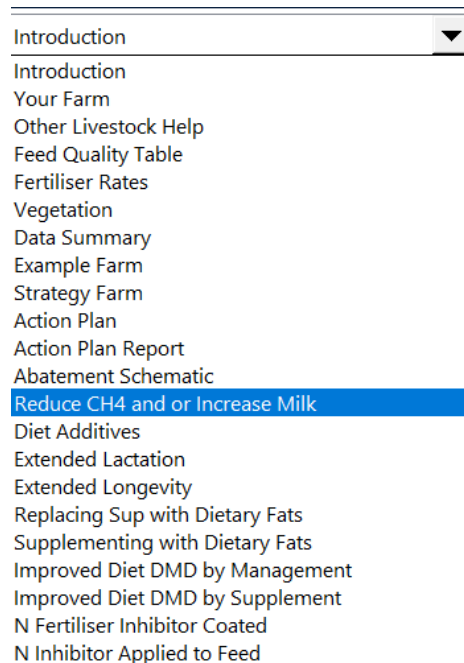 Introduction
Introduction
Your Farm
Other Livestock Help
Feed Quality Table
Fertiliser Rates
Vegetation
Data Summary
Example Farm
Strategy Farm
Action Plan
Action Plan Report
Abatement Schematic
Reduce CH4 and or Increase Milk
Diet Additives
Extended Lactation
Extended Longevity
Replacing Sup with Dietary Fats
Supplementing with Dietary Fats
Improved Diet DMD by Management
Improved Diet DMD by Supplement
N Fertiliser Inhibitor Coated
N Inhibitor Applied to Feed